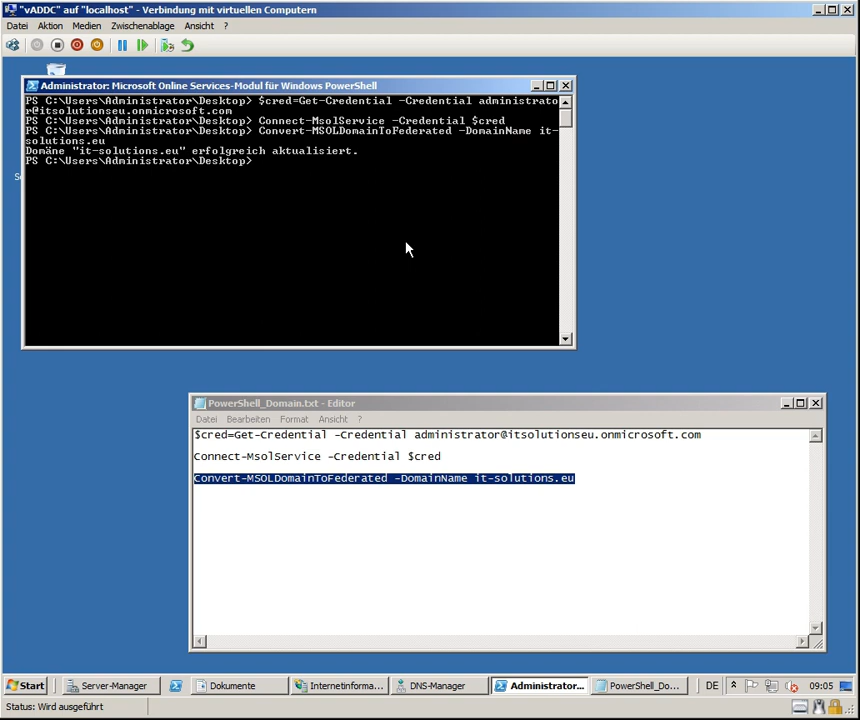 "vADDC" auf "localhost" - Verbindung mit virtuellen Computern
Datei Aktion Medien Zwischenablage Ansicht ?
Administrator: Microsoft Online Services-Modul für Windows PowerShell
PS C:\Users\Administrator\Desktop> $cred=Get-Credential -Credential administrato
r@itsolutionseu.onmicrosoft.com
PS C:\Users\Administrator\Desktop> Connect-MsolService -Credential $cred
PS C:\Users\Administrator\Desktop> Convert-MSOLDomainToFederated -DomainName it-
solutions.eu
Domäne "it-solutions.eu" erfolgreich aktualisiert.
PS C:\Users\Administrator\Desktop>
PowerShell_Domain.txt - Editor
Datei Bearbeiten Format Ansicht ?
$cred=Get-Credential -Credential administrator@itsolutionseu.onmicrosoft.com
Connect-MsolService -Credential $cred
Convert-MSOLDomainToFederated -DomainName it-solutions.eu
Start Server-Manager Dokumente Internetinforma... DNS-Manager Administrator... PowerShell_Do... DE 09:05
Status: Wird ausgeführt